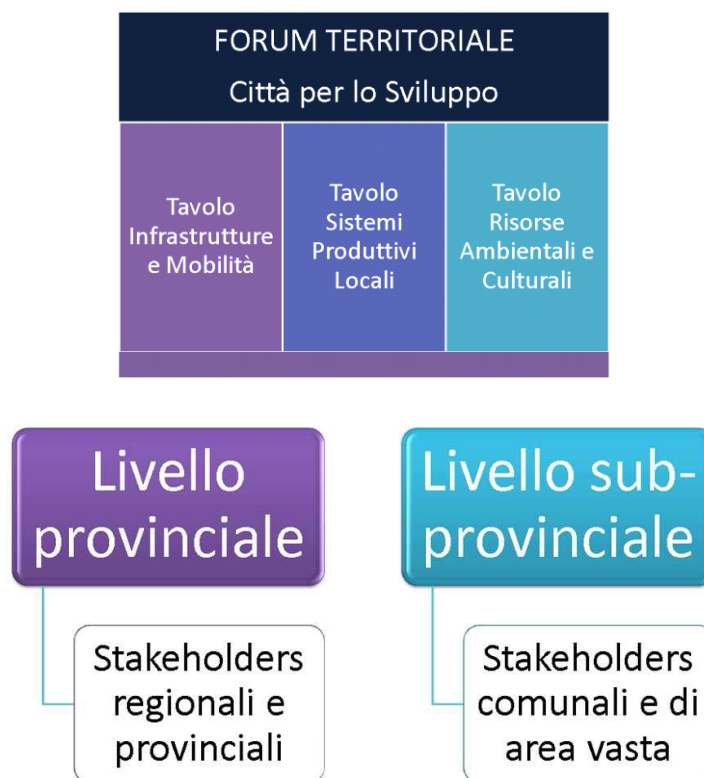 FORUM TERRITORIALE
Città per lo Sviluppo
Tavolo
Infrastrutture
e Mobilità
Tavolo
Sistemi
Produttivi
Locali
Tavolo
Risorse
Ambientali e
Culturali
Livello
provinciale
Stakeholders
regionali e
provinciali
Livello sub-
provinciale
Stakeholders
comunali e di
area vasta